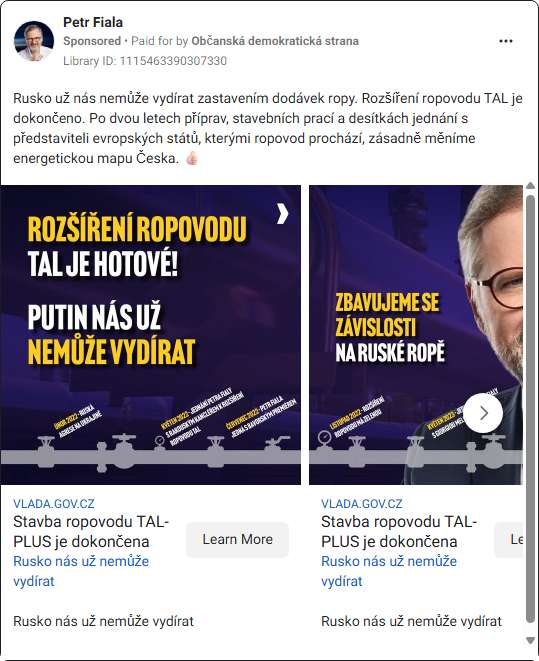 Petr Fiala
Sponsored • Paid for by Občanská demokratická strana
Library ID: 1115463390307330
Rusko už nás nemůže vydírat zastavením dodávek ropy. Rozšíření ropovodu TAL je
dokončeno. Po dvou letech příprav, stavebních prací a desítkách jednání s
představiteli evropských států, kterými ropovod prochází, zásadně měníme
energetickou mapu Česka. 👍🏻
ROZŠÍŘENÍ ROPOVODU
TAL JE HOTOVÉ!
PUTIN NÁS UŽ
NEMŮŽE VYDÍRAT
ÚNOR 2022 - RUSKÁ
AGRESE NA UKRAJINĚ
KVĚTEN 2022 - JEDNÁNÍ PETRA FIALY
S RAKOUSKÝM KANCLÉŘEM K ROZŠÍŘENÍ
ROPOVODU TAL
ČERVENEC 2022 - PETR FIALA
JEDNÁ S BAVORSKÝM PREMIÉREM
ZBAVUJEME SE
ZÁVISLOSTI
NA RUSKÉ ROPĚ
LISTOPAD 2022 - ROZŠÍŘENÍ
ROPOVODU MÁ ZELENOU
KVĚTEN 2023 -
S GIORGIOU
VLADA.GOV.CZ
Stavba ropovodu TAL-
PLUS je dokončena
Learn More
Rusko nás už nemůže
vydírat
Rusko nás už nemůže vydírat
VLADA.GOV.CZ
Stavba ropovodu TAL-
PLUS je dokončena
Le
Rusko nás už nemůže
vydírat
Rusko nás už nemůže vydírat